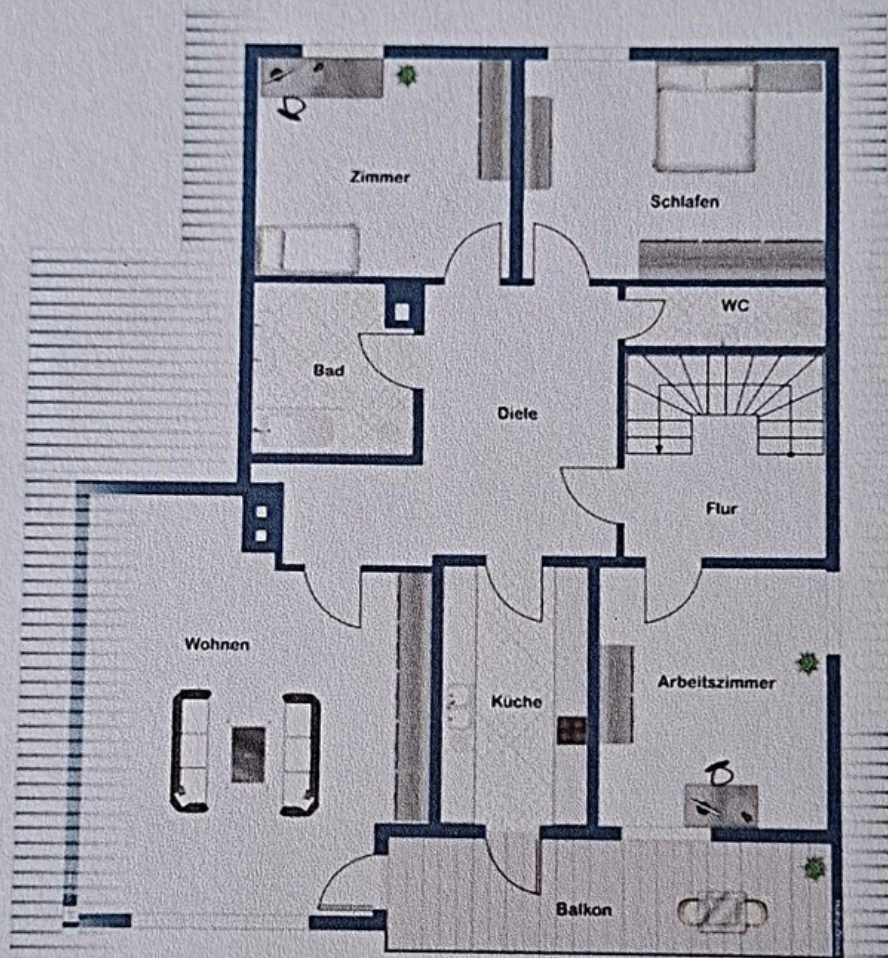 Zimmer
Schlafen
WC
Bad
Diele
Flur
Wohnen
Küche
Arbeitszimmer
Balkon